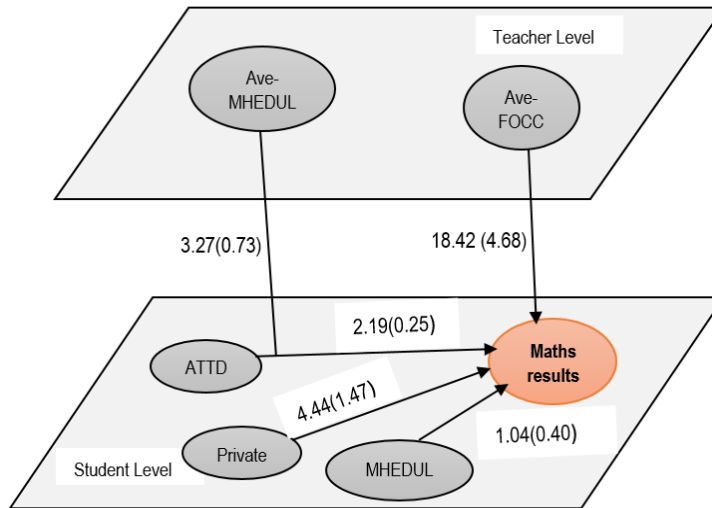 Teacher Level
Ave-
MHEDUL
Ave-
FOCC
3.27(0.73)
18.42 (4.68)
2.19(0.25)
ATTD
Maths
results
4.44(1.47)
1.04(0.40)
Private
MHEDUL
Student Level